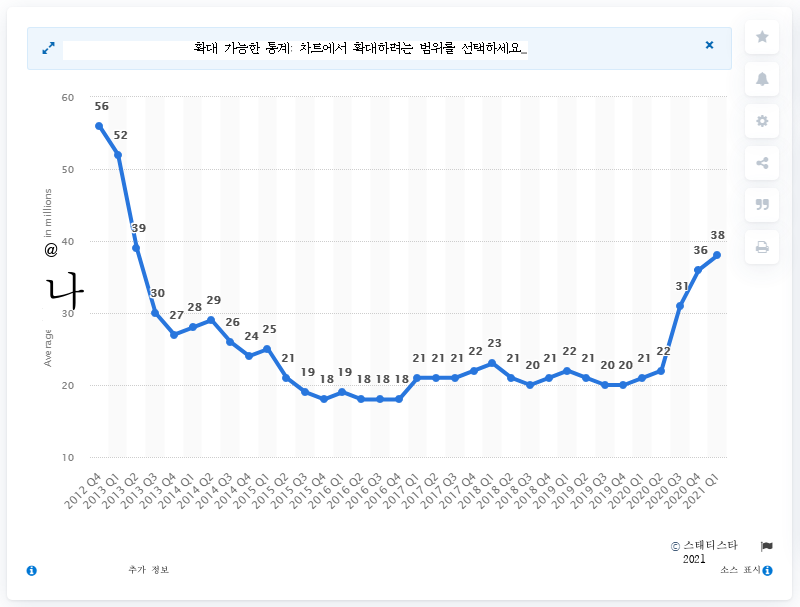 확대 가능한 통계: 차트에서 확대하려는 범위를 선택하세요.
60
56
52
50
in millions
39
40
@
나
38
36
31
30
30
29
28
27
26
25
24
Average
21
19
18
19
18
18
18
21
21
21
22
23
21
20
21
22
21
20
20
21
22
20
10
2012 Q4
2013 Q1
2013 Q2
2013 Q3
2013 Q4
2014 Q1
2014 Q2
2014 Q3
2014 Q4
2015 Q1
2015 Q2
2015 Q3
2015 Q4
2016 Q1
2016 Q2
2016 Q3
2016 Q4
2017 Q1
2017 Q2
2017 Q3
2017 Q4
2018 Q1
2018 Q2
2018 Q3
2018 Q4
2019 Q1
2019 Q2
2019 Q3
2019 Q4
2020 Q1
2020 Q2
2020 Q3
2020 Q4
2021 Q1
© 스태티스타
2021
추가 정보
소스 표시